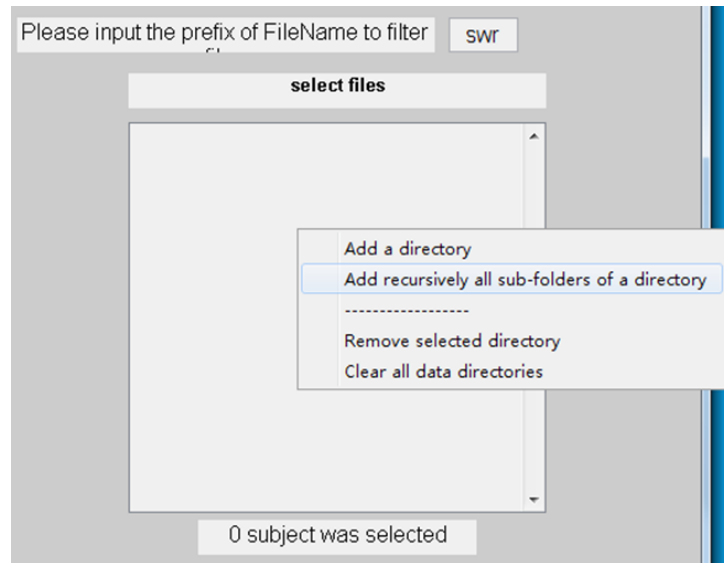 Please input the prefix of FileName to filter
swr
select files
Add a directory
Add recursively all sub-folders of a directory
------------------
Remove selected directory
Clear all data directories
0 subject was selected